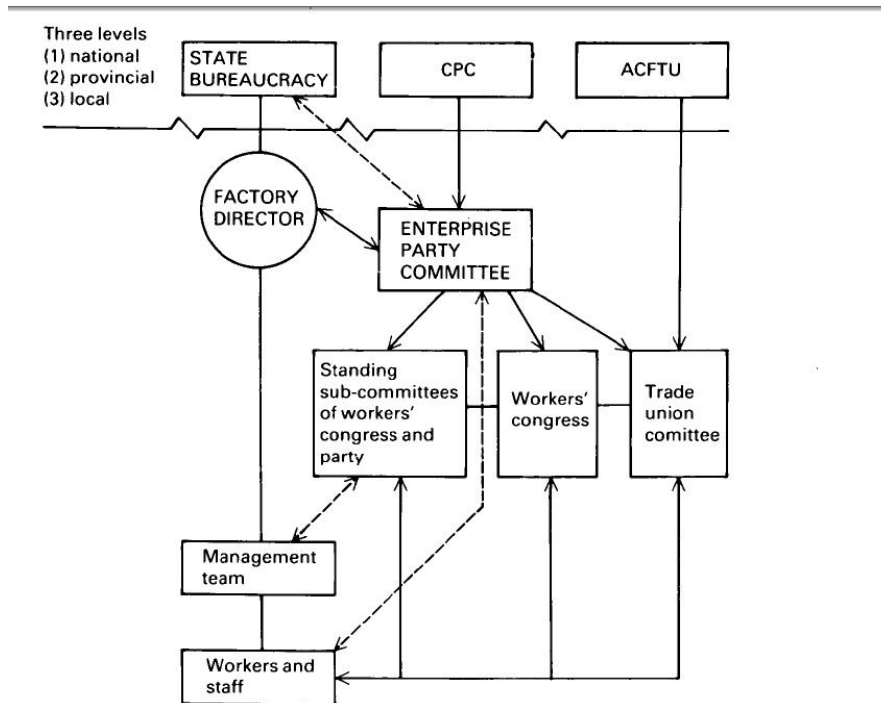 Three levels
(1) national
(2) provincial
(3) local
STATE
BUREAUCRACY
CPC
ACFTU
FACTORY
DIRECTOR
ENTERPRISE
PARTY
COMMITTEE
Standing
sub-committees
of workers'
congress and
party
Workers'
congress
Trade
union
comittee
Management
team
Workers and
staff